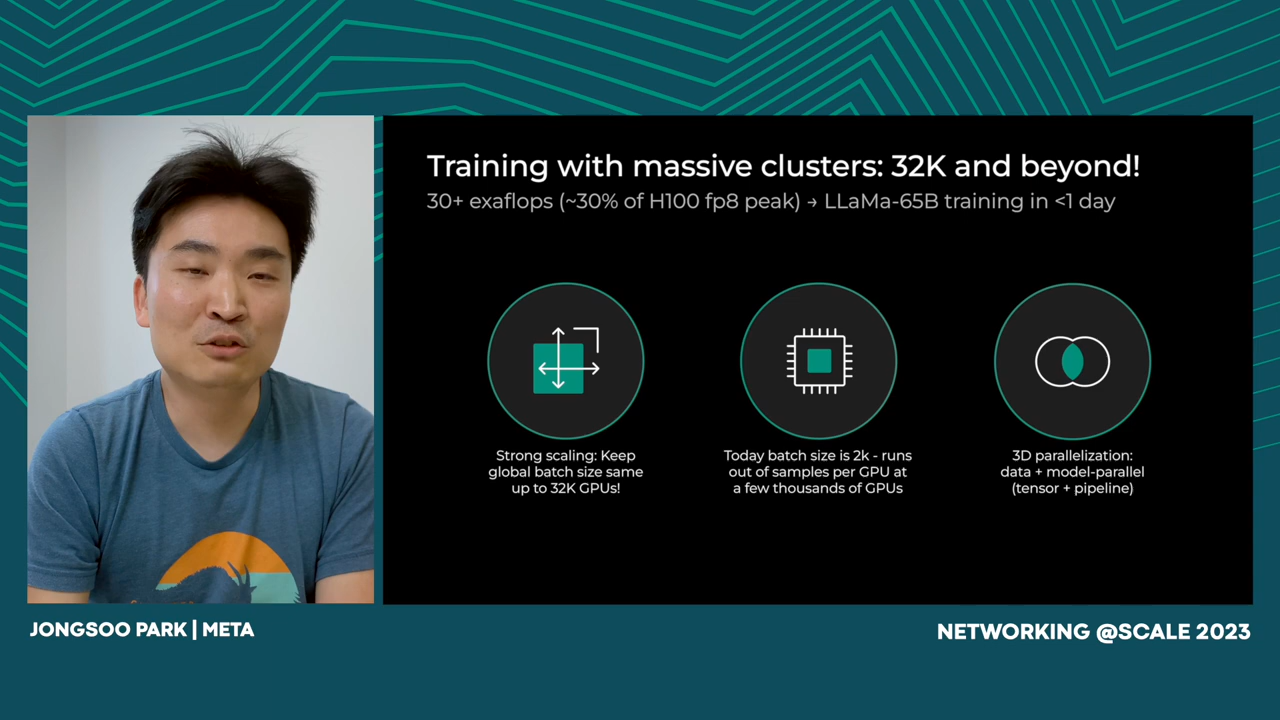 Training with massive clusters: 32K and beyond!
30+ exaflops (~30% of H100 fp8 peak) → LLaMa-65B training in <1 day
Strong scaling: Keep
global batch size same
up to 32K GPUs!
Today batch size is 2k - runs
out of samples per GPU at
a few thousands of GPUs
3D parallelization:
data + model-parallel
(tensor + pipeline)
JONGSOO PARK | META
NETWORKING @SCALE 2023